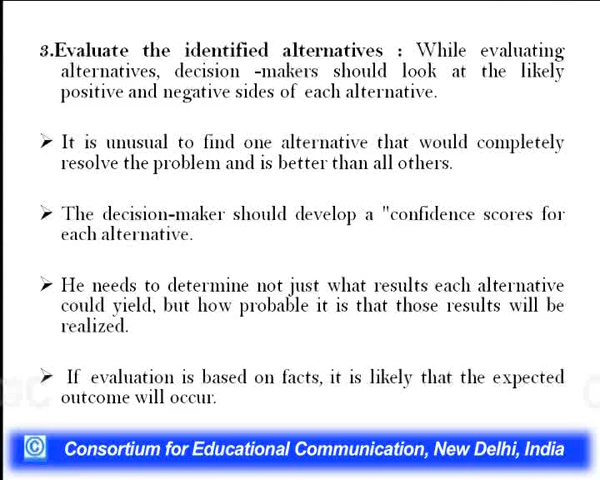 3.Evaluate the identified alternatives : While evaluating
alternatives, decision -makers should look at the likely
positive and negative sides of each alternative.
➢ It is unusual to find one alternative that would completely
resolve the problem and is better than all others.
➢ The decision-maker should develop a "confidence scores for
each alternative.
➢ He needs to determine not just what results each alternative
could yield, but how probable it is that those results will be
realized.
➢ If evaluation is based on facts, it is likely that the expected
outcome will occur.
© Consortium for Educational Communication, New Delhi, India